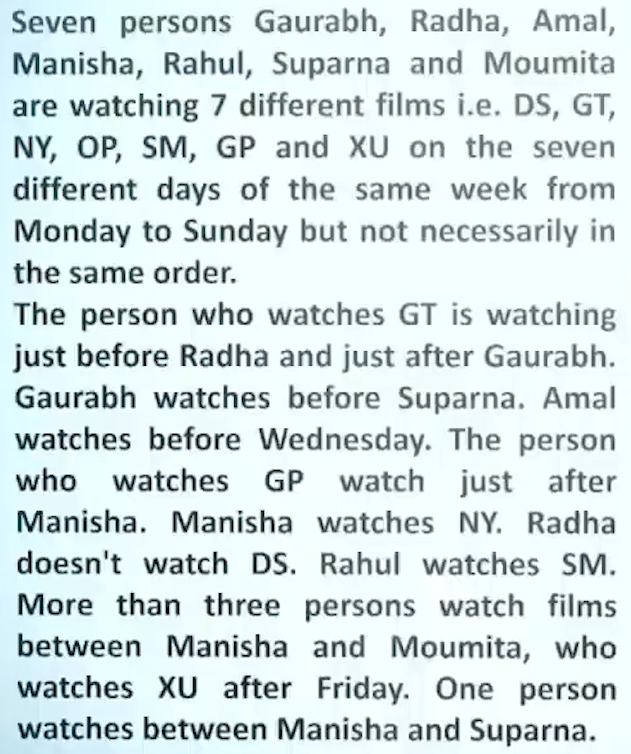 Seven persons Gaurabh, Radha, Amal,
Manisha, Rahul, Suparna and Moumita
are watching 7 different films i.e. DS, GT,
NY, OP, SM, GP and XU on the seven
different days of the same week from
Monday to Sunday but not necessarily in
the same order.
The person who watches GT is watching
just before Radha and just after Gaurabh.
Gaurabh watches before Suparna. Amal
watches before Wednesday. The person
who watches GP watch just after
Manisha. Manisha watches NY. Radha
doesn't watch DS. Rahul watches SM.
More than three persons watch films
between Manisha and Moumita, who
watches XU after Friday. One person
watches between Manisha and Suparna.